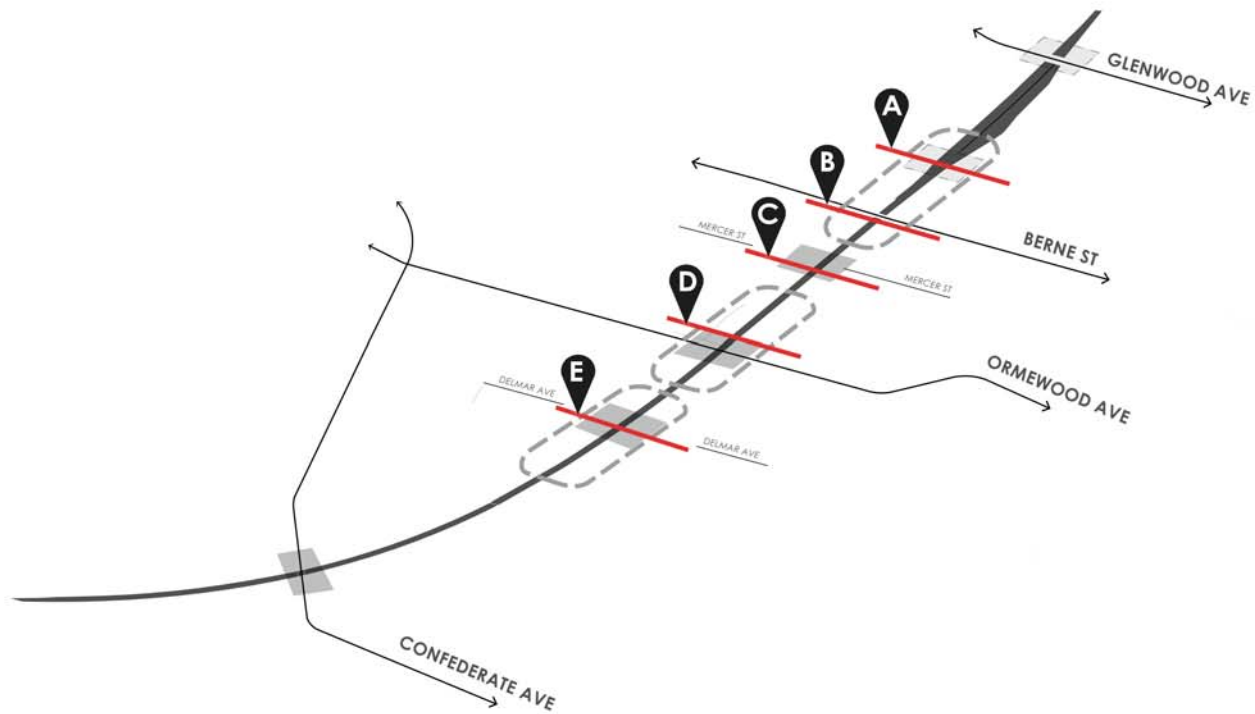 GLENWOOD AVE
A
B
BERNE ST
C
MERCER ST
MERCER ST
D
ORMEWOOD AVE
E
DELMAR AVE
DELMAR AVE
CONFEDERATE AVE